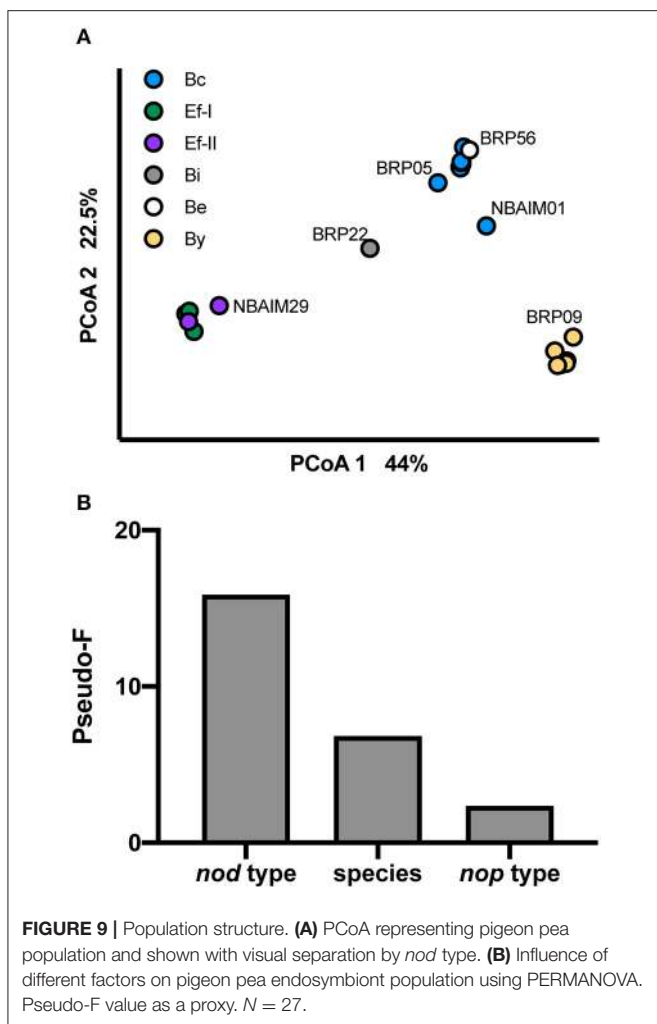 A
Bc
Ef-I
Ef-II
Bi
Be
By
BRP56
BRP05
NBAIM01
BRP22
NBAIM29
BRP09
PCoA 2 22.5%
PCoA 1 44%
B
20
10
0
Pseudo-F
nod type
species
nop type
FIGURE 9 | Population structure. (A) PCoA representing pigeon pea
population and shown with visual separation by nod type. (B) Influence of
different factors on pigeon pea endosymbiont population using PERMANOVA.
Pseudo-F value as a proxy. N = 27.